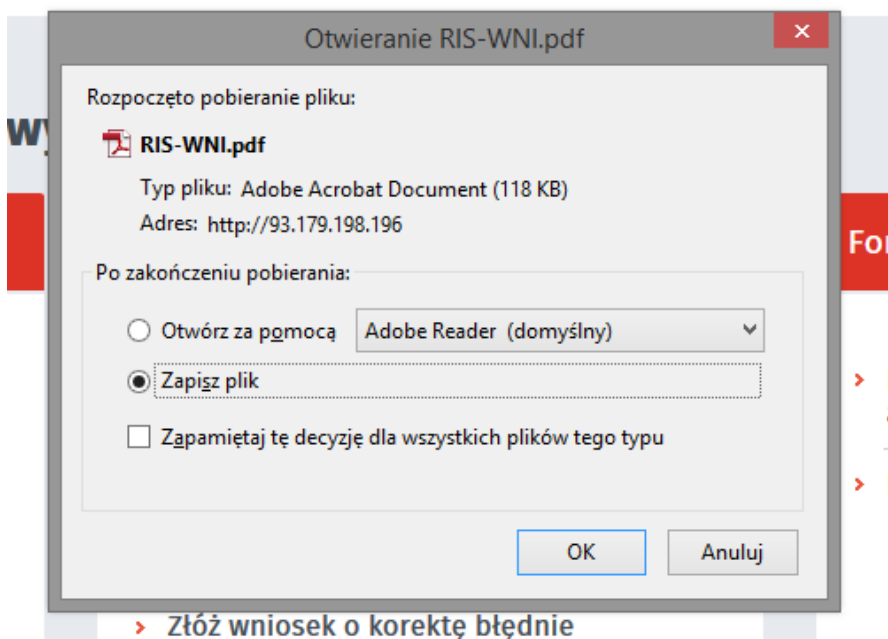 Otwieranie RIS-WNI.pdf
Rozpoczęto pobieranie pliku:
RIS-WNI.pdf
Typ pliku: Adobe Acrobat Document (118 KB)
Adres: http://93.179.198.196
Po zakończeniu pobierania:
Otwórz za pomocą Adobe Reader (domyślny)
Zapisz plik
Zapamiętaj tę decyzję dla wszystkich plików tego typu
OK Anuluj
Złóż wniosek o korektę błędnie